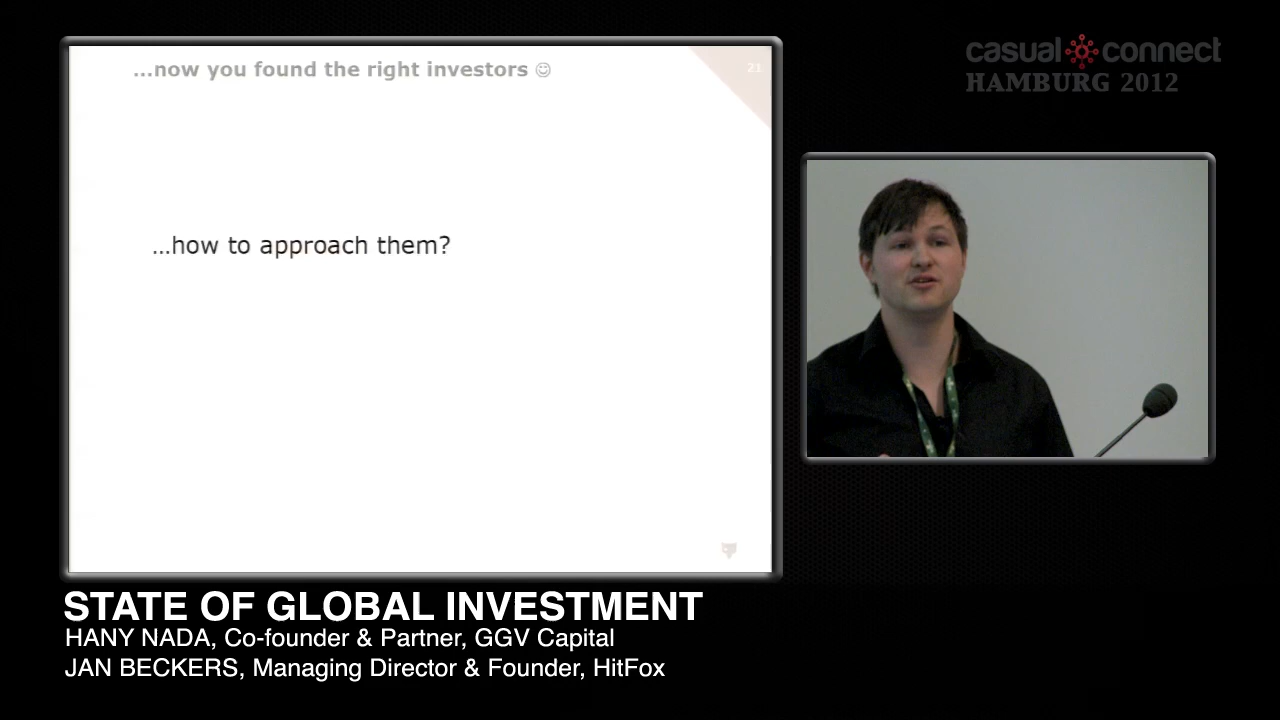 ...now you found the right investors ☺
21
...how to approach them?
casual connect
HAMBURG 2012
STATE OF GLOBAL INVESTMENT
HANY NADA, Co-founder & Partner, GGV Capital
JAN BECKERS, Managing Director & Founder, HitFox